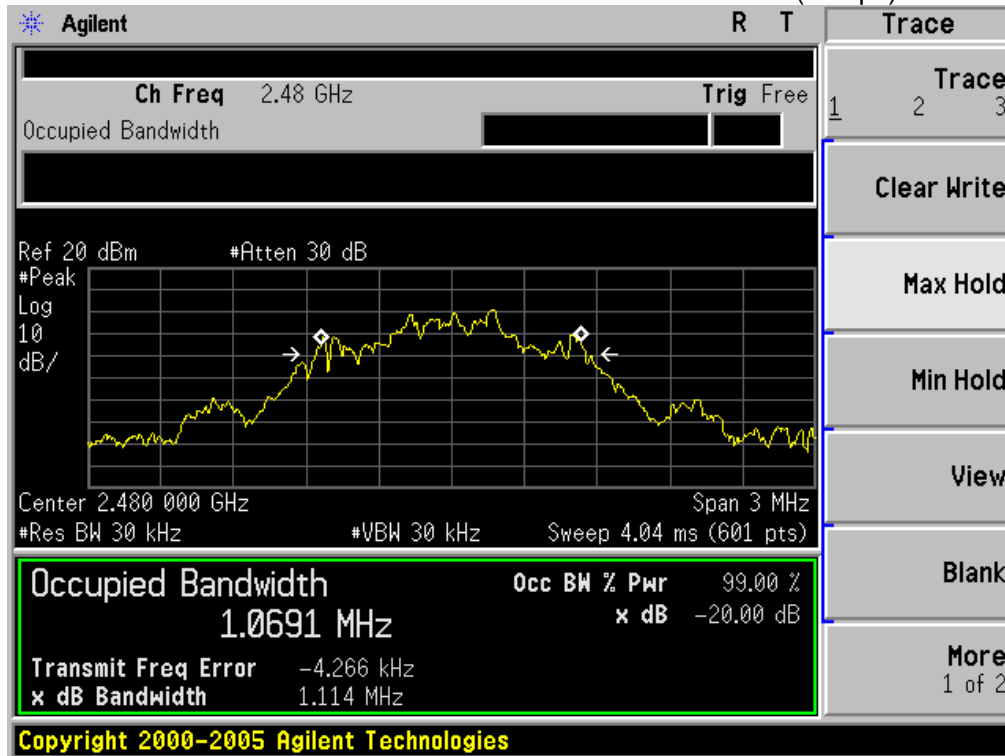 Agilent R T Trace
Ch Freq 2.48 GHz Trig Free
Occupied Bandwidth
Trace
1 2 3
Clear Write
Max Hold
Min Hold
View
Blank
More
1 of 2
Ref 20 dBm #Atten 30 dB
#Peak
Log
10
dB/
Center 2.480 000 GHz Span 3 MHz
#Res BW 30 kHz #VBW 30 kHz Sweep 4.04 ms (601 pts)
Occupied Bandwidth Occ BW % Pwr 99.00 %
1.0691 MHz x dB -20.00 dB
Transmit Freq Error -4.266 kHz
x dB Bandwidth 1.114 MHz
Copyright 2000-2005 Agilent Technologies